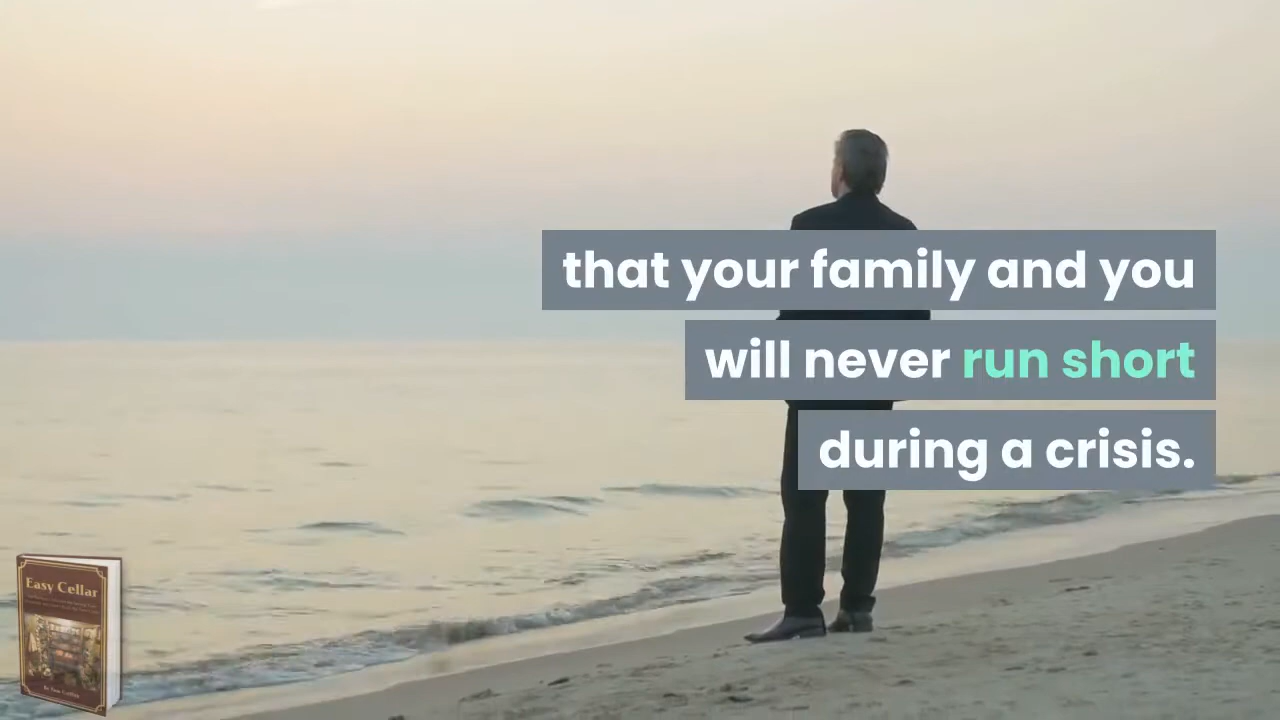 that your family and you
will never run short
during a crisis.
Easy Cellar